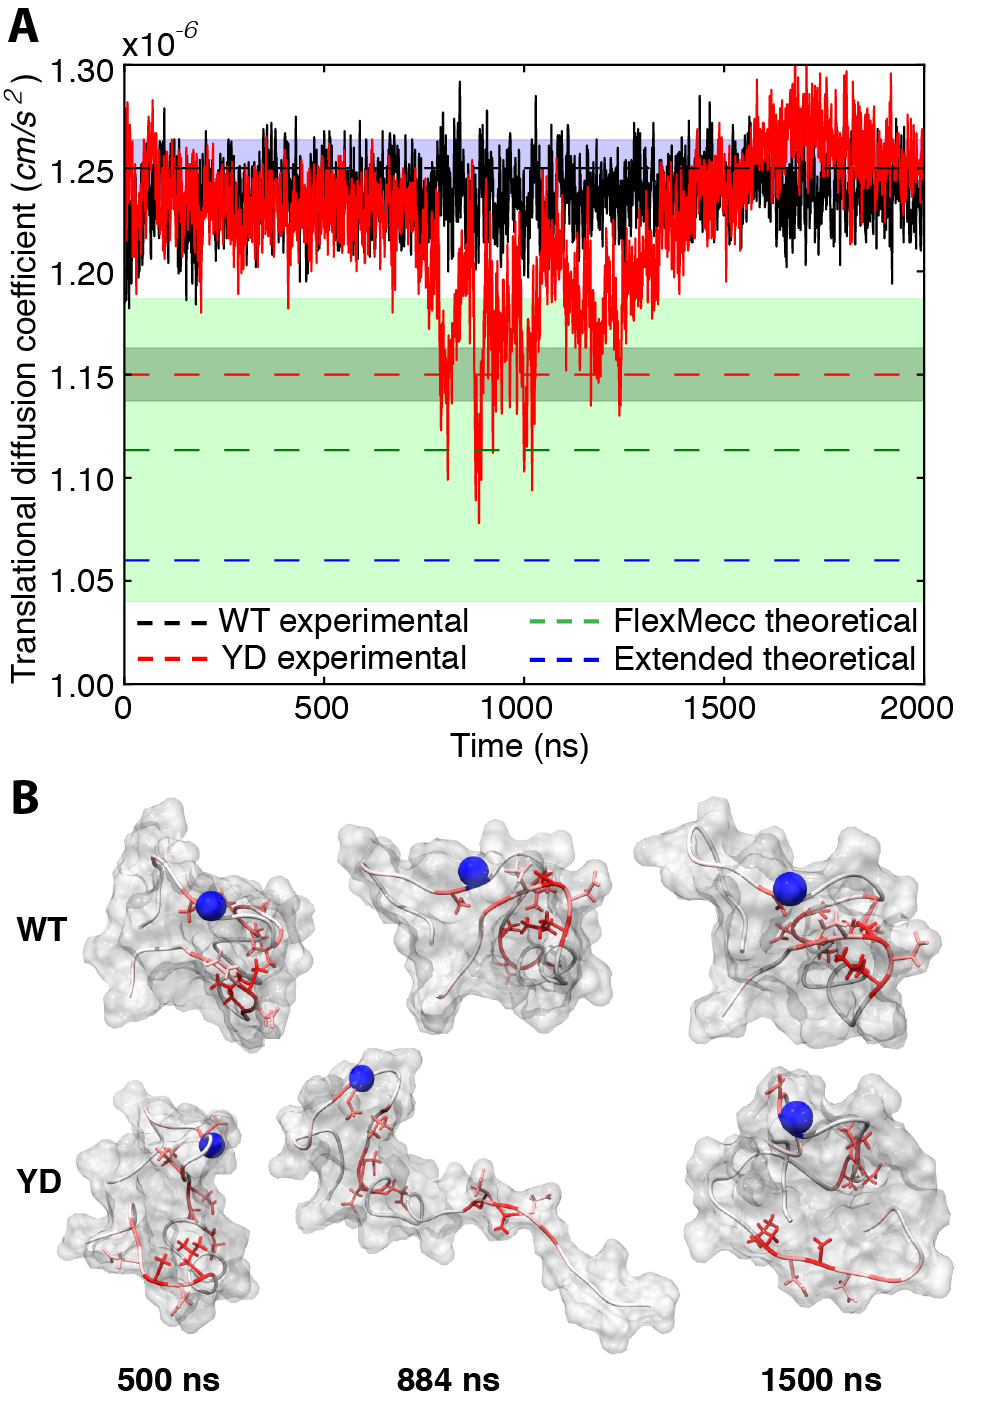 A
x10⁻⁶
Translational diffusion coefficient (cm/s²)
1.30
1.25
1.20
1.15
1.10
1.05
1.00
WT experimental
FlexMecc theoretical
YD experimental
Extended theoretical
0 500 1000 1500 2000
Time (ns)
B
WT
YD
500 ns 884 ns 1500 ns